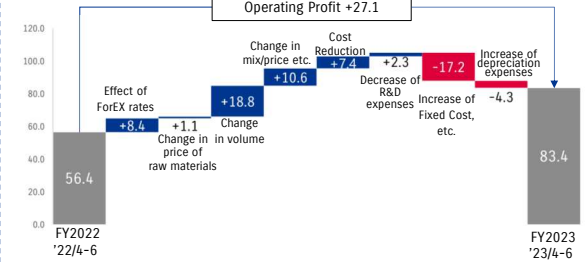 Operating Profit +27.1
120.0
100.0
80.0
60.0
40.0
20.0
0.0
56.4
FY2022
'22/4-6
Effect of
ForEX rates
+8.4
+1.1
Change in
price of
raw materials
+18.8
Change
in volume
Change in
mix/price etc.
+10.6
Cost
Reduction
+7.4
+2.3
Decrease of
R&D
expenses
-17.2
Increase of
Fixed Cost,
etc.
Increase of
depreciation
expenses
-4.3
83.4
FY2023
'23/4-6